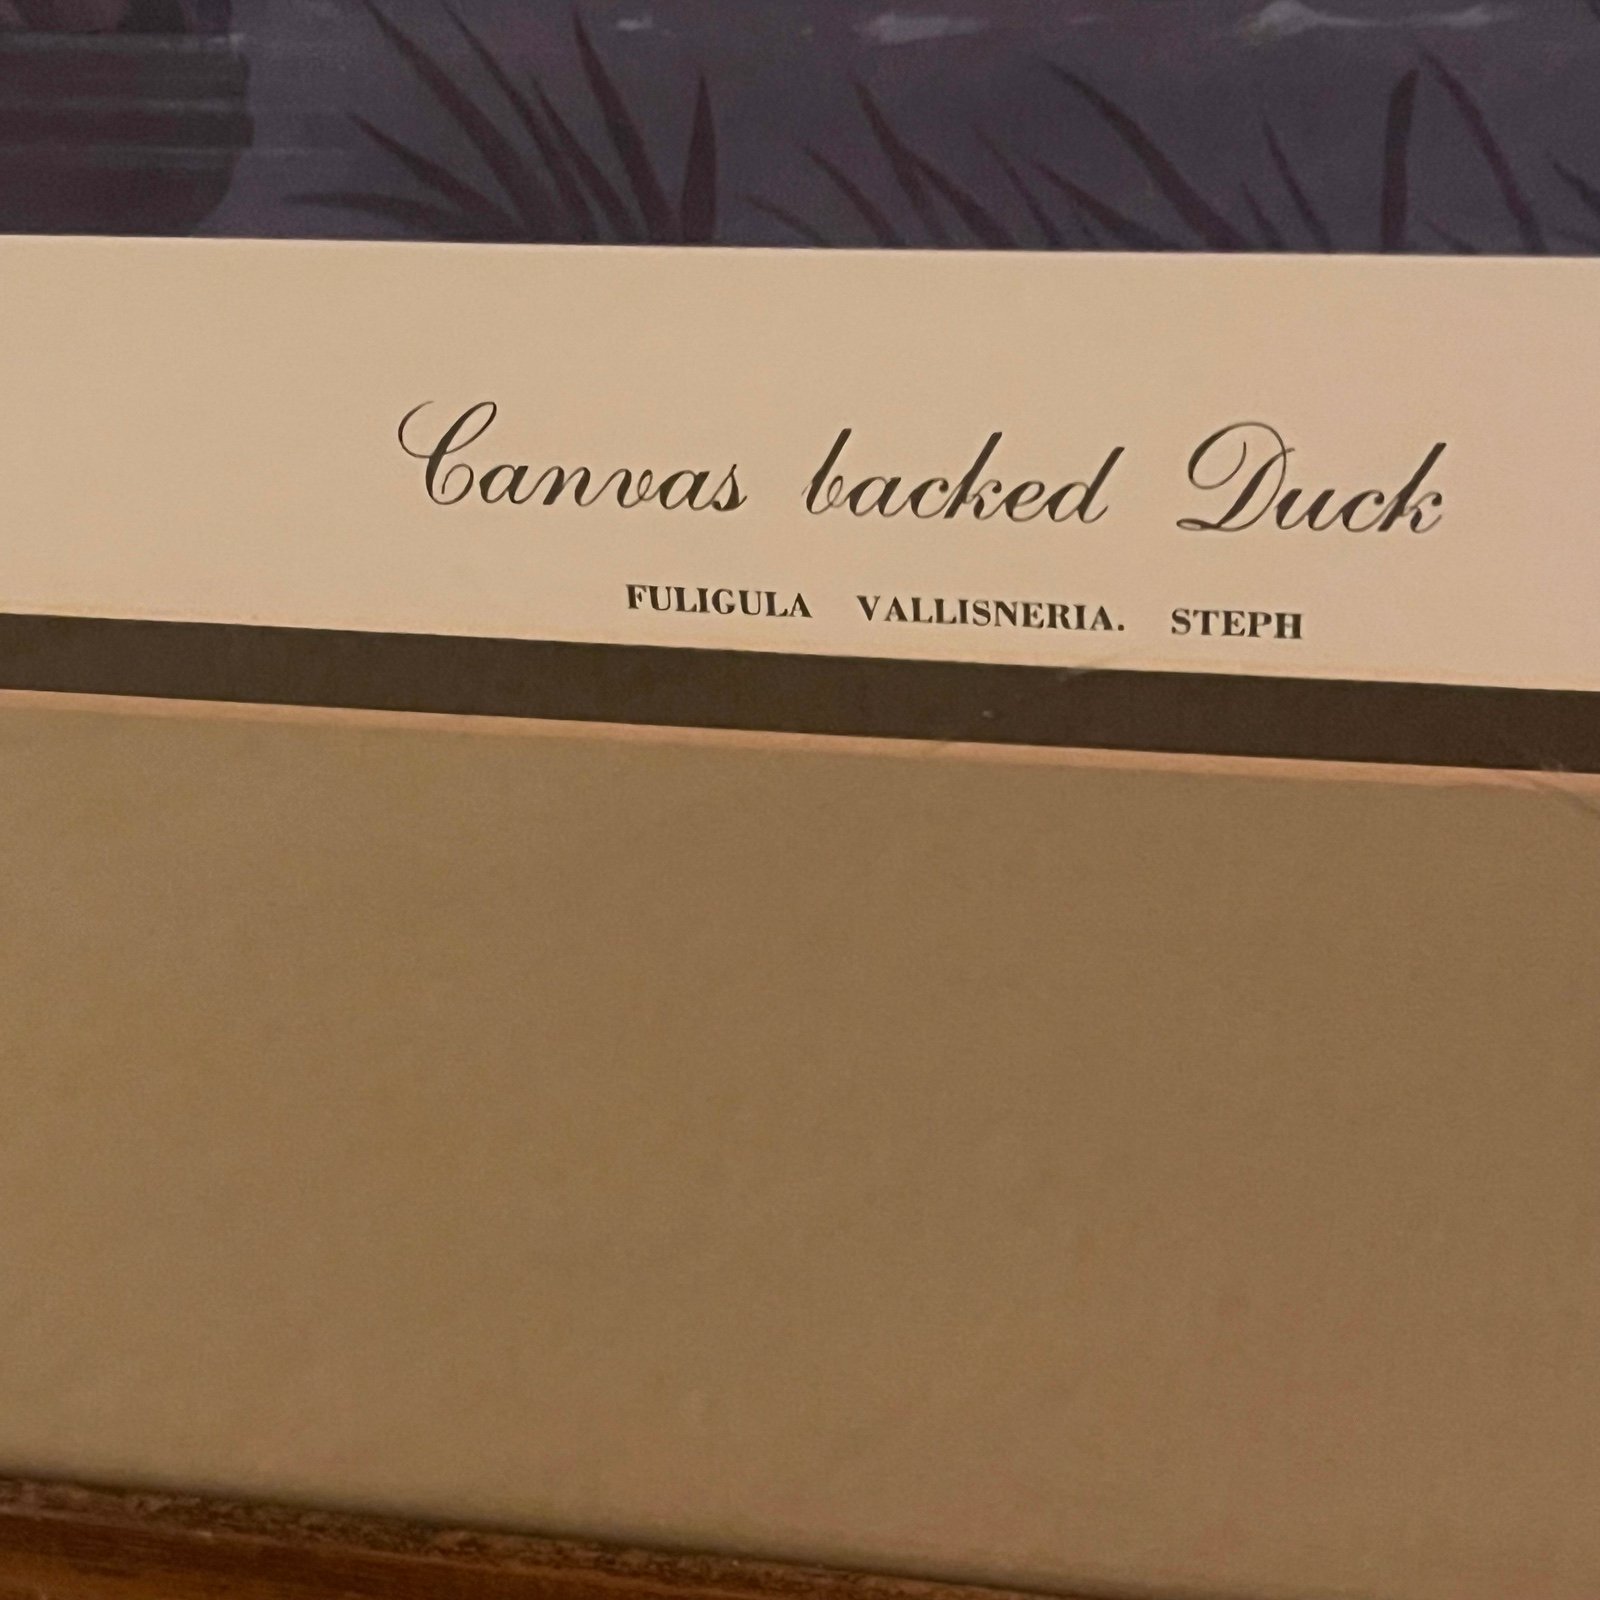 Canvas backed Duck
FULIGULA VALLISNERIA. STEPH